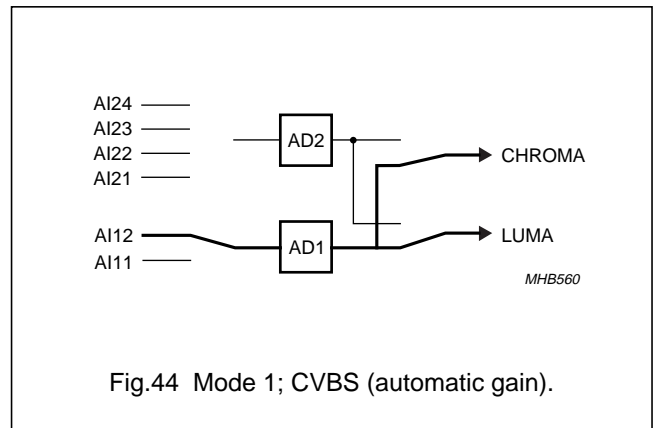 AI24
AI23
AI22
AI21
AD2
CHROMA
AI12
AI11
AD1
LUMA
MHB560
Fig.44 Mode 1; CVBS (automatic gain).